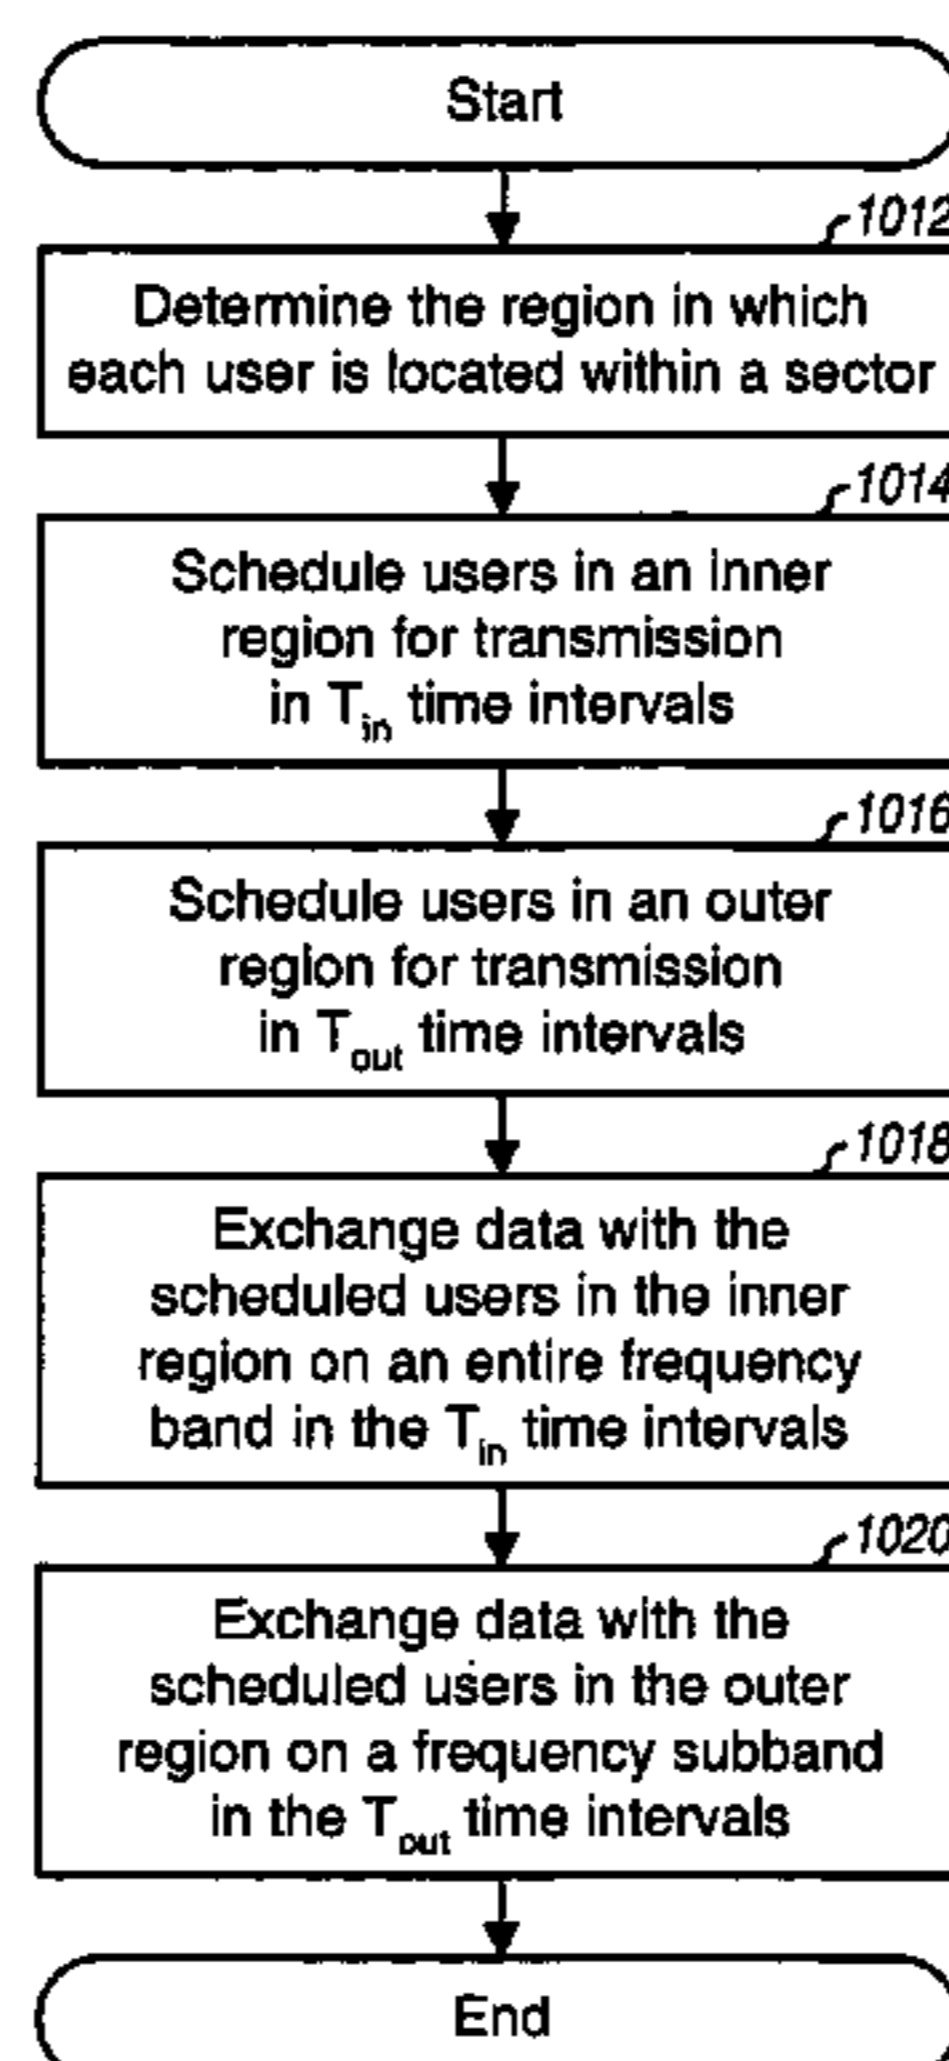 Start
1012
Determine the region in which
each user is located within a sector
1014
Schedule users in an inner
region for transmission
in Tin time intervals
1016
Schedule users in an outer
region for transmission
in Tout time intervals
1018
Exchange data with the
scheduled users in the inner
region on an entire frequency
band in the Tin time intervals
1020
Exchange data with the
scheduled users in the outer
region on a frequency subband
in the Tout time intervals
End